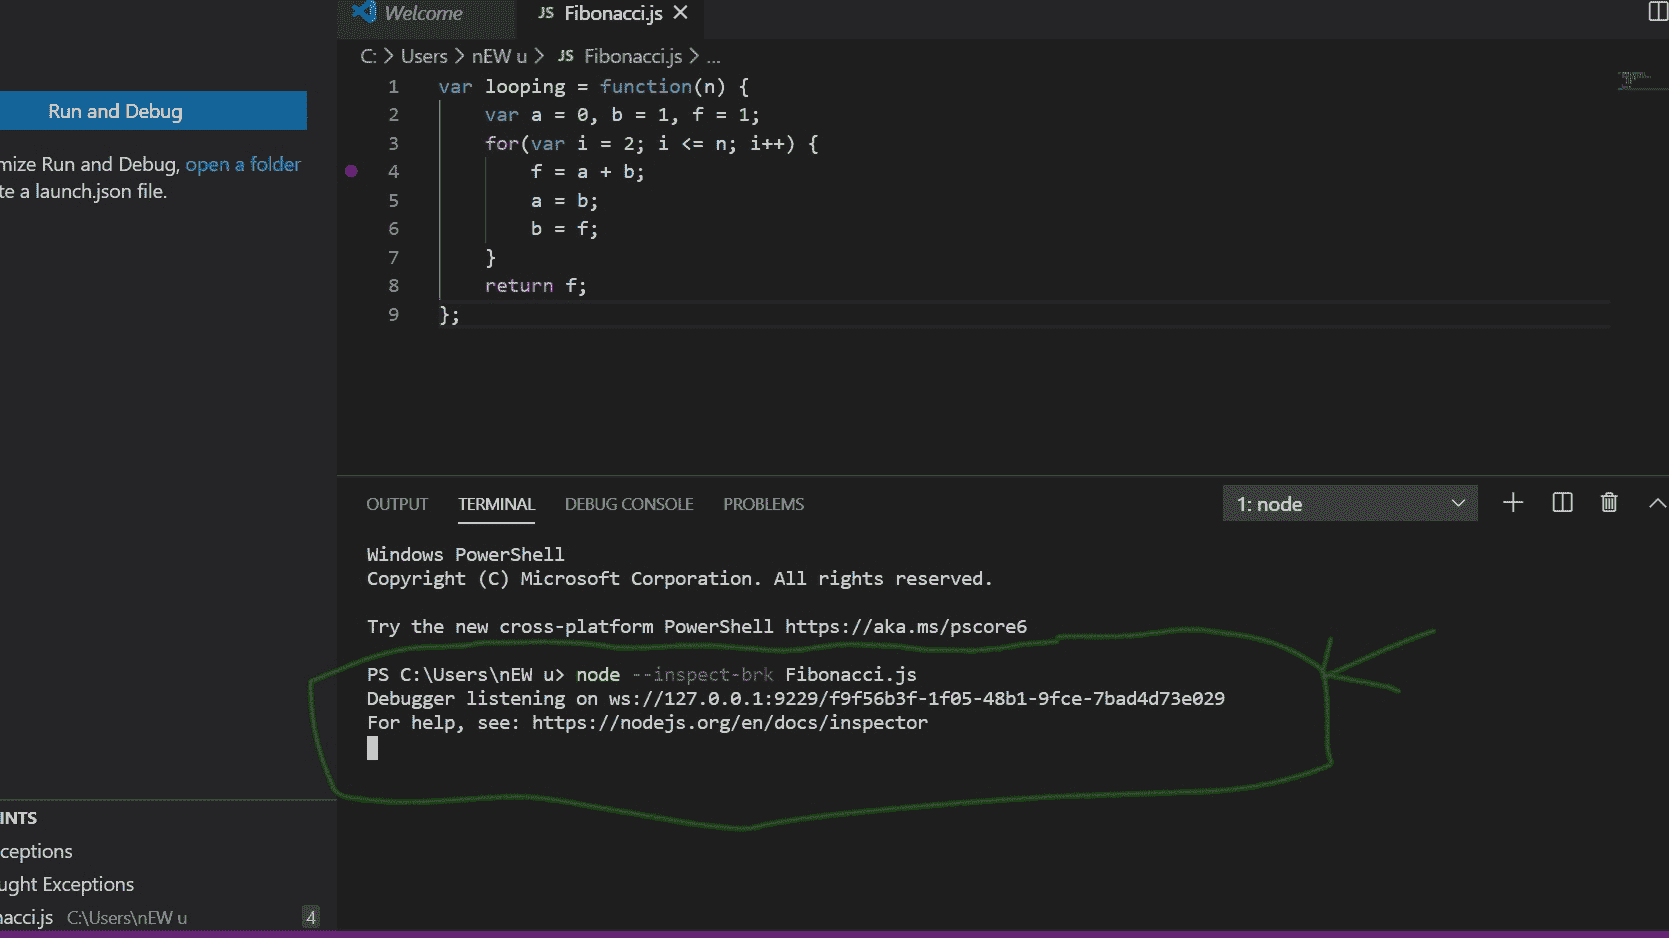 Welcome
JS Fibonacci.js
C: > Users > nEW u > JS Fibonacci.js > ...
Run and Debug
mize Run and Debug, open a folder
te a launch.json file.
1 var looping = function(n) {
2 var a = 0, b = 1, f = 1;
3 for(var i = 2; i <= n; i++) {
4 f = a + b;
5 a = b;
6 b = f;
7 }
8 return f;
9 };
OUTPUT TERMINAL DEBUG CONSOLE PROBLEMS 1: node
Windows PowerShell
Copyright (C) Microsoft Corporation. All rights reserved.
Try the new cross-platform PowerShell https://aka.ms/pscore6
PS C:\Users\nEW u> node --inspect-brk Fibonacci.js
Debugger listening on ws://127.0.0.1:9229/f9f56b3f-1f05-48b1-9fce-7bad4d73e029
For help, see: https://nodejs.org/en/docs/inspector
INTS
ceptions
ught Exceptions
nacci.js C:\Users\nEW u 4